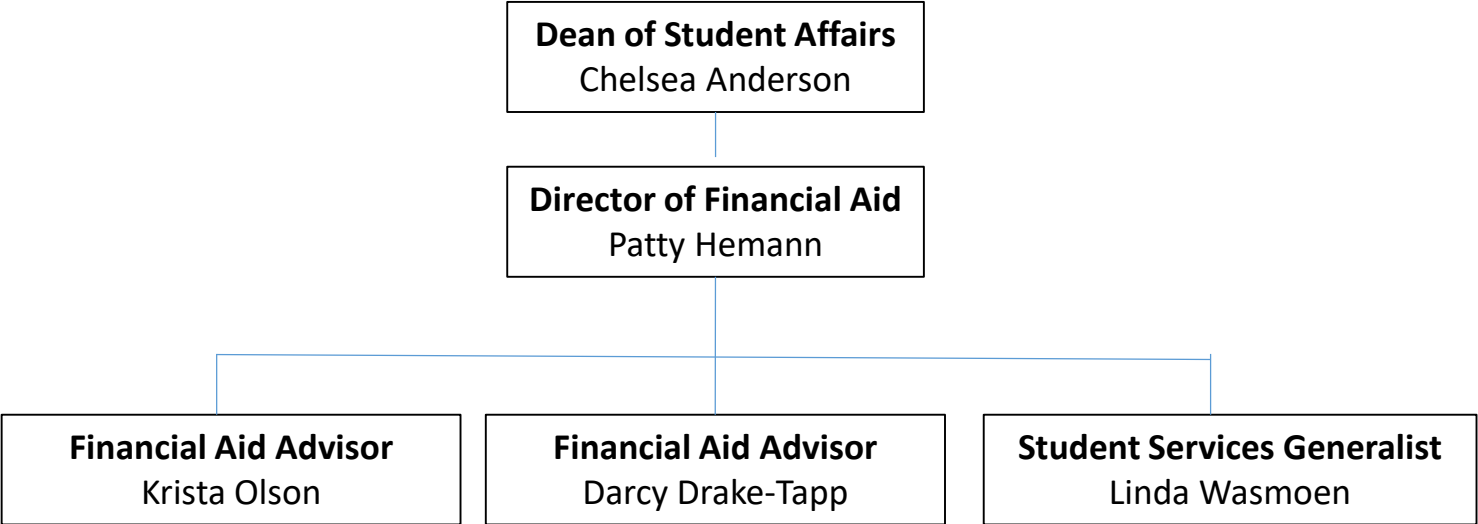 Dean of Student Affairs
Chelsea Anderson
Director of Financial Aid
Patty Hemann
Financial Aid Advisor
Krista Olson
Financial Aid Advisor
Darcy Drake-Tapp
Student Services Generalist
Linda Wasmoen